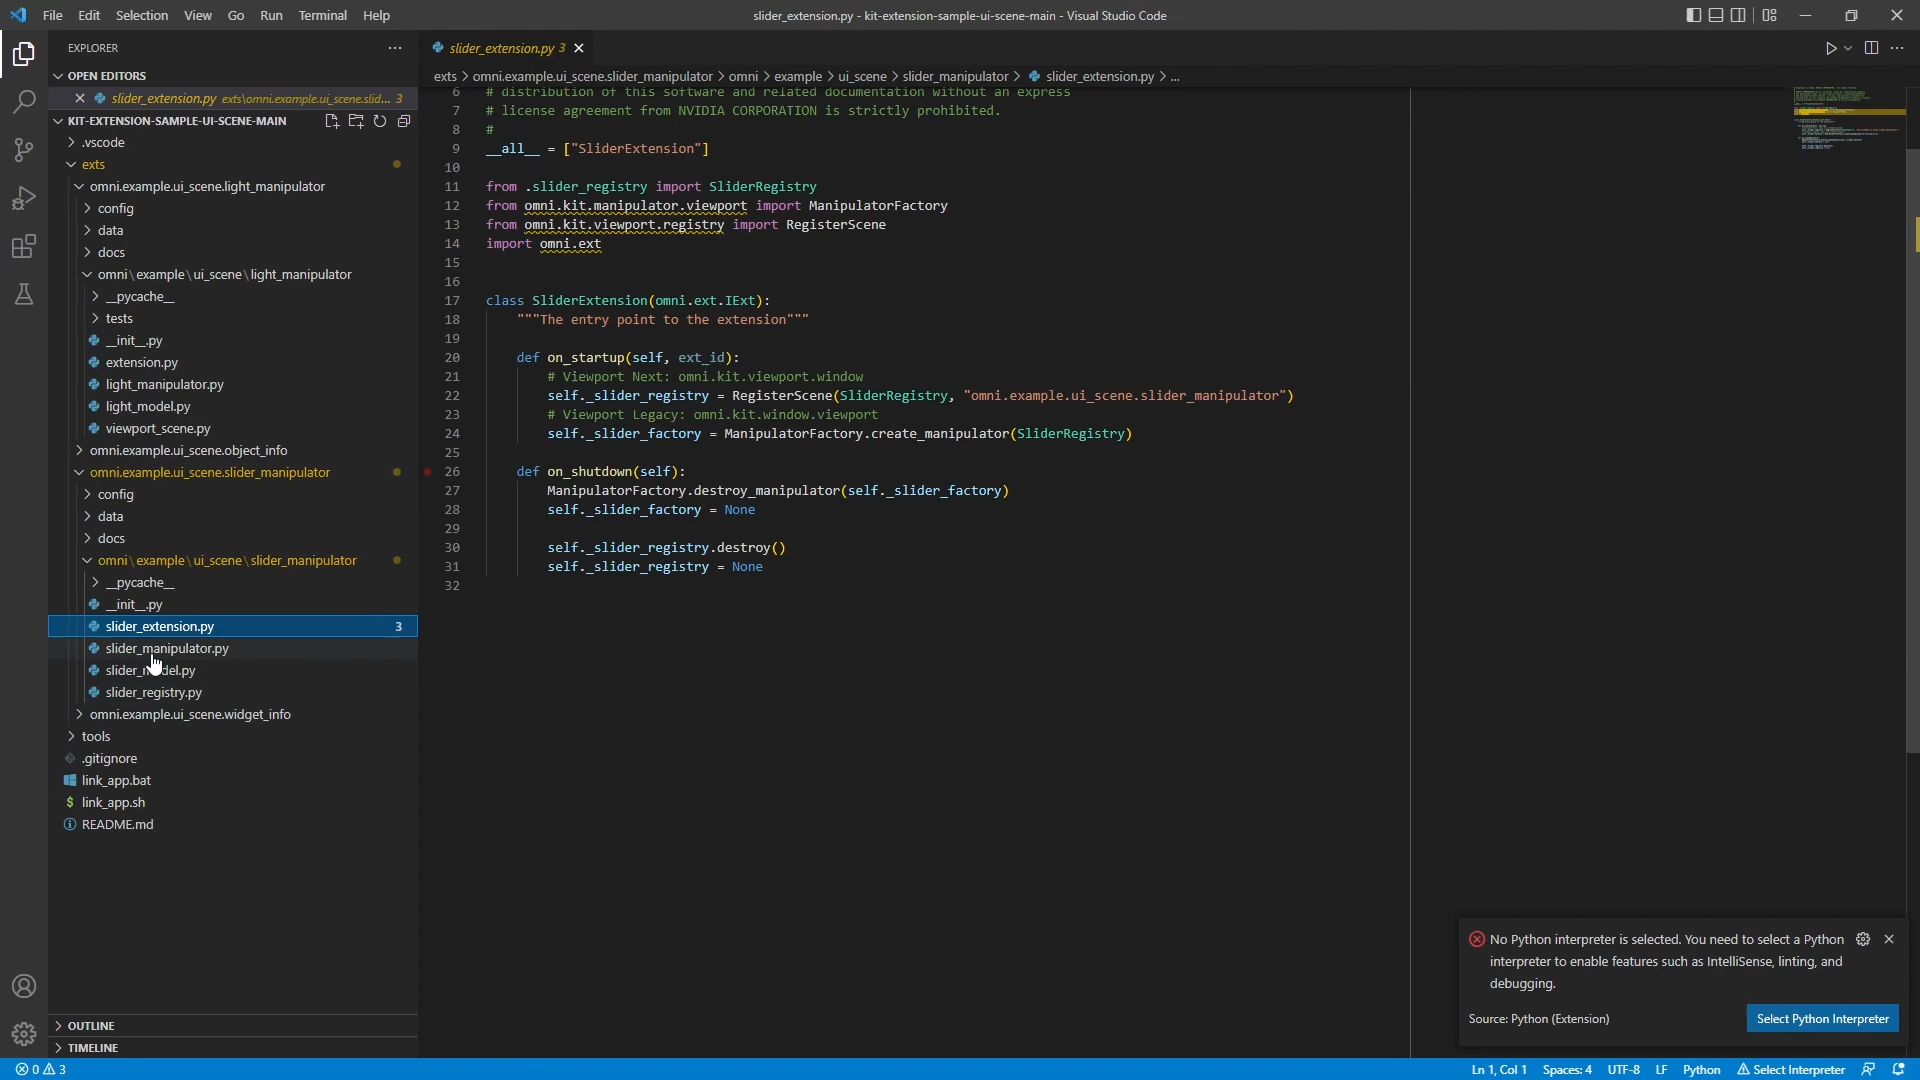 File Edit Selection View Go Run Terminal Help
slider_extension.py - kit-extension-sample-ui-scene-main - Visual Studio Code
EXPLORER
OPEN EDITORS
slider_extension.py exts\omni.example.ui_scene.slid... 3
KIT-EXTENSION-SAMPLE-UI-SCENE-MAIN
.vscode
exts
omni.example.ui_scene.light_manipulator
config
data
docs
omni\example\ui_scene\light_manipulator
__pycache__
tests
__init__.py
extension.py
light_manipulator.py
light_model.py
viewport_scene.py
omni.example.ui_scene.object_info
omni.example.ui_scene.slider_manipulator
config
data
docs
omni\example\ui_scene\slider_manipulator
__pycache__
__init__.py
slider_extension.py 3
slider_manipulator.py
slider_model.py
slider_registry.py
omni.example.ui_scene.widget_info
tools
.gitignore
link_app.bat
$ link_app.sh
README.md
OUTLINE
TIMELINE
slider_extension.py 3
exts > omni.example.ui_scene.slider_manipulator > omni > example > ui_scene > slider_manipulator > slider_extension.py > ...
6 # distribution of this software and related documentation without an express
7 # license agreement from NVIDIA CORPORATION is strictly prohibited.
8 #
9 __all__ = ["SliderExtension"]
10
11 from .slider_registry import SliderRegistry
12 from omni.kit.manipulator.viewport import ManipulatorFactory
13 from omni.kit.viewport.registry import RegisterScene
14 import omni.ext
15
16
17 class SliderExtension(omni.ext.IExt):
18 """The entry point to the extension"""
19
20 def on_startup(self, ext_id):
21 # Viewport Next: omni.kit.viewport.window
22 self._slider_registry = RegisterScene(SliderRegistry, "omni.example.ui_scene.slider_manipulator")
23 # Viewport Legacy: omni.kit.window.viewport
24 self._slider_factory = ManipulatorFactory.create_manipulator(SliderRegistry)
25
26 def on_shutdown(self):
27 ManipulatorFactory.destroy_manipulator(self._slider_factory)
28 self._slider_factory = None
29
30 self._slider_registry.destroy()
31 self._slider_registry = None
32
No Python interpreter is selected. You need to select a Python
interpreter to enable features such as IntelliSense, linting, and
debugging.
Source: Python (Extension)
Select Python Interpreter
0 3
Ln 1, Col 1 Spaces: 4 UTF-8 LF Python Select Interpreter